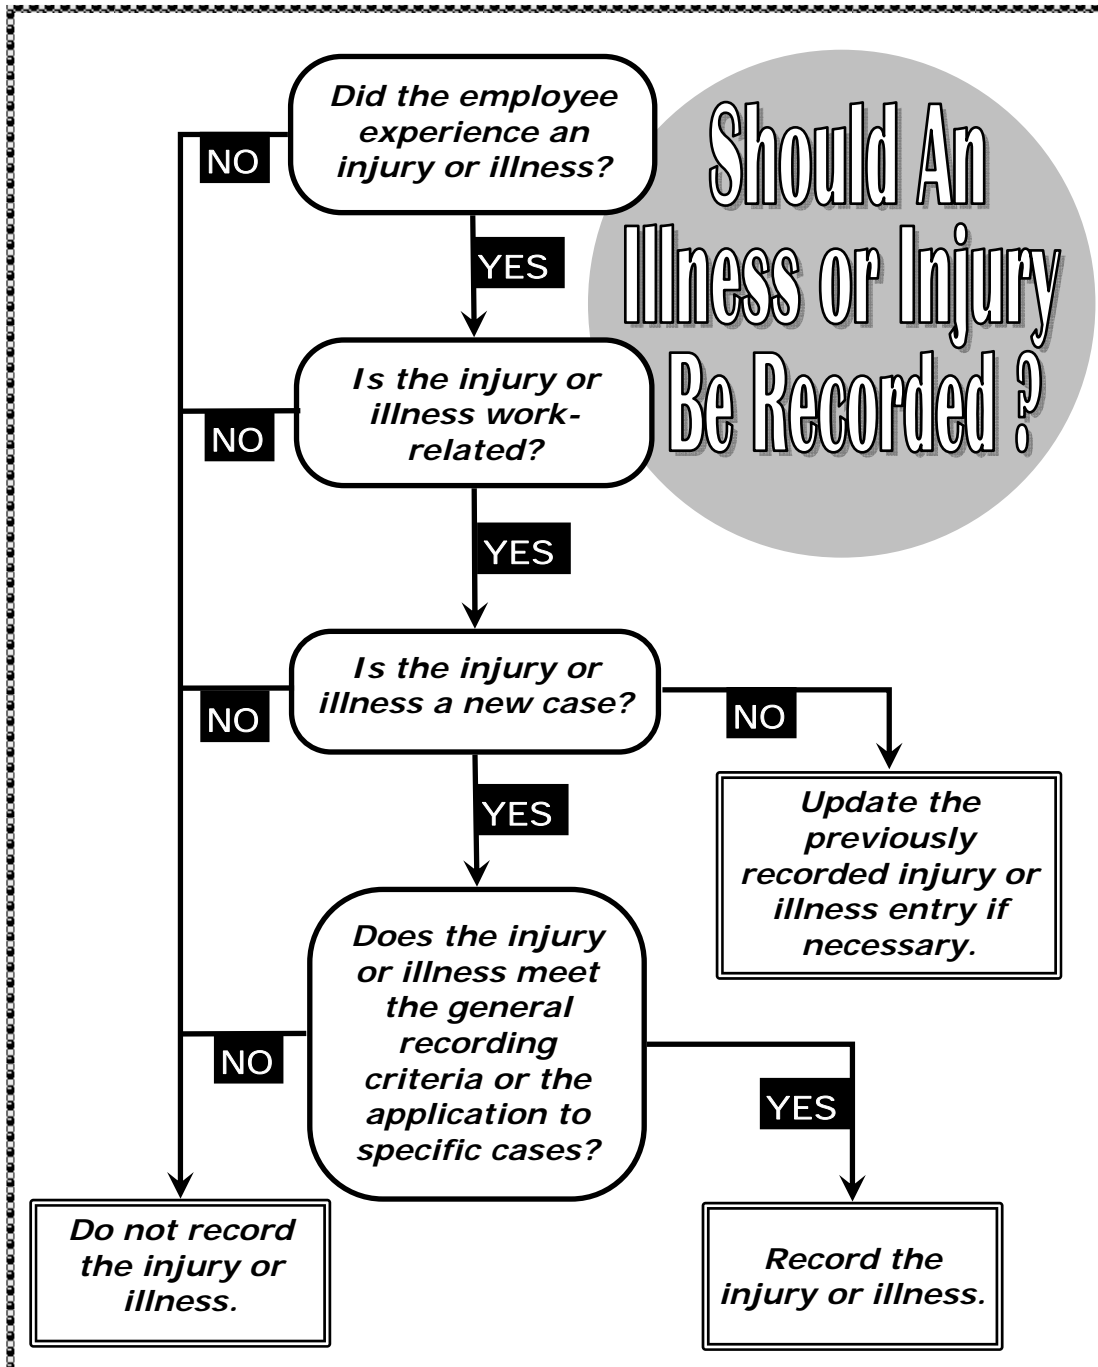 Should An
Illness or Injury
Be Recorded ?
Did the employee
experience an
injury or illness?
NO
YES
Is the injury or
illness work-
related?
NO
YES
Is the injury or
illness a new case?
NO
NO
YES
Update the
previously
recorded injury or
illness entry if
necessary.
Does the injury
or illness meet
the general
recording
criteria or the
application to
specific cases?
NO
YES
Do not record
the injury or
illness.
Record the
injury or illness.